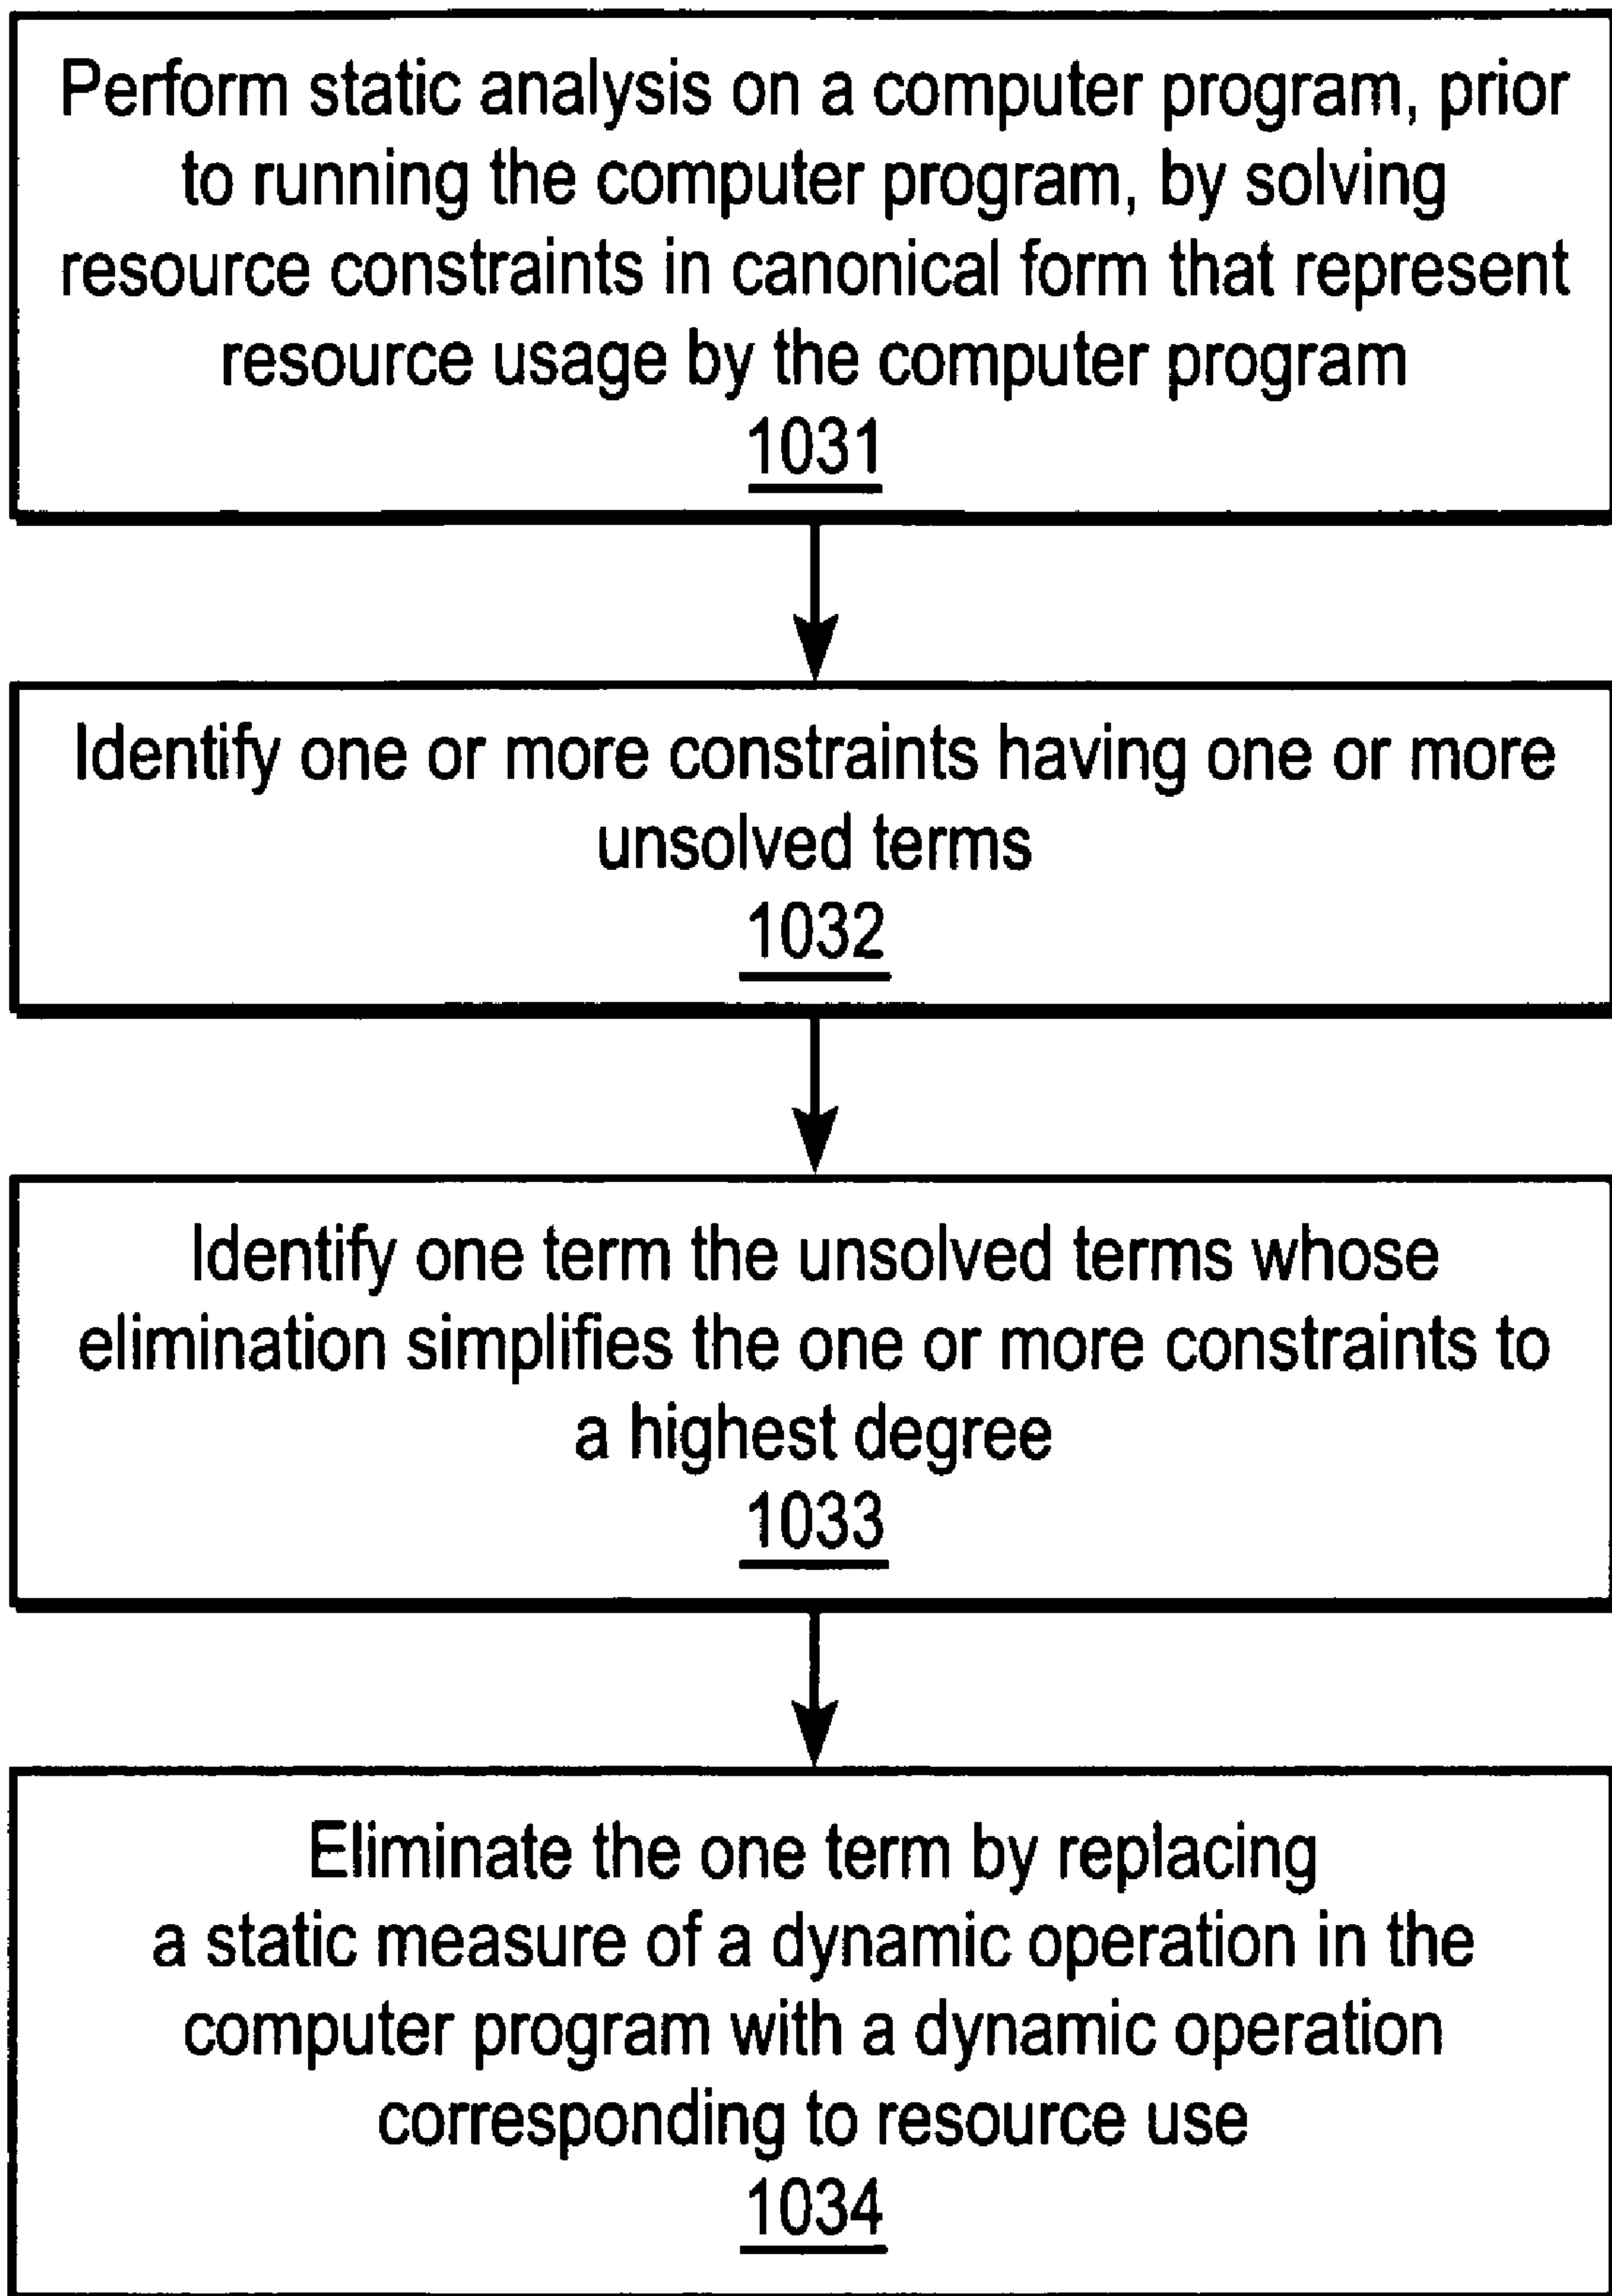 Perform static analysis on a computer program, prior
to running the computer program, by solving
resource constraints in canonical form that represent
resource usage by the computer program
1031
Identify one or more constraints having one or more
unsolved terms
1032
Identify one term the unsolved terms whose
elimination simplifies the one or more constraints to
a highest degree
1033
Eliminate the one term by replacing
a static measure of a dynamic operation in the
computer program with a dynamic operation
corresponding to resource use
1034